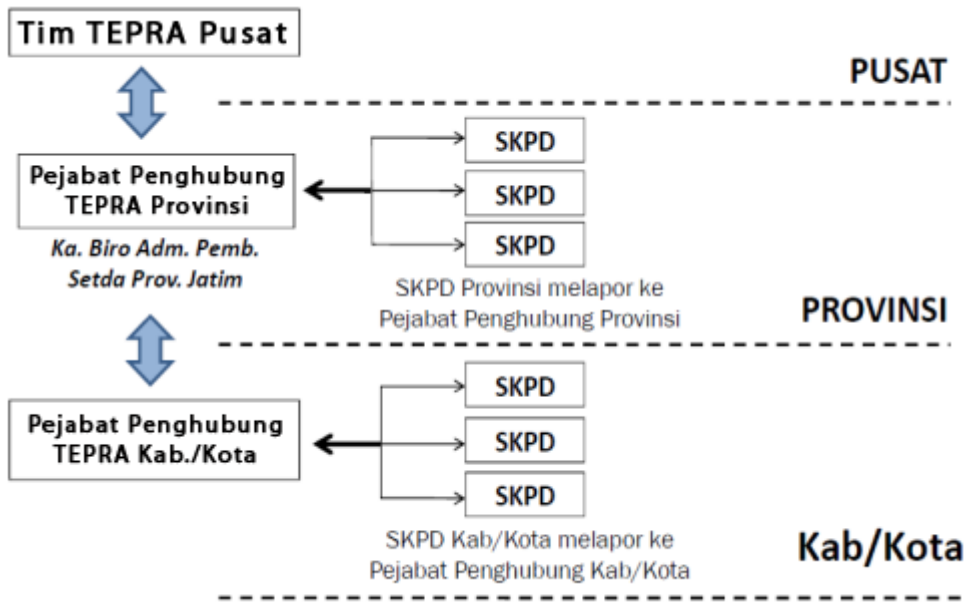 Tim TEPRA Pusat
PUSAT
SKPD
Pejabat Penghubung
TEPRA Provinsi
SKPD
SKPD
Ka. Biro Adm. Pemb.
Setda Prov. Jatim
SKPD Provinsi melapor ke
Pejabat Penghubung Provinsi
PROVINSI
SKPD
Pejabat Penghubung
TEPRA Kab./Kota
SKPD
SKPD
SKPD Kab/Kota melapor ke
Pejabat Penghubung Kab/Kota
Kab/Kota